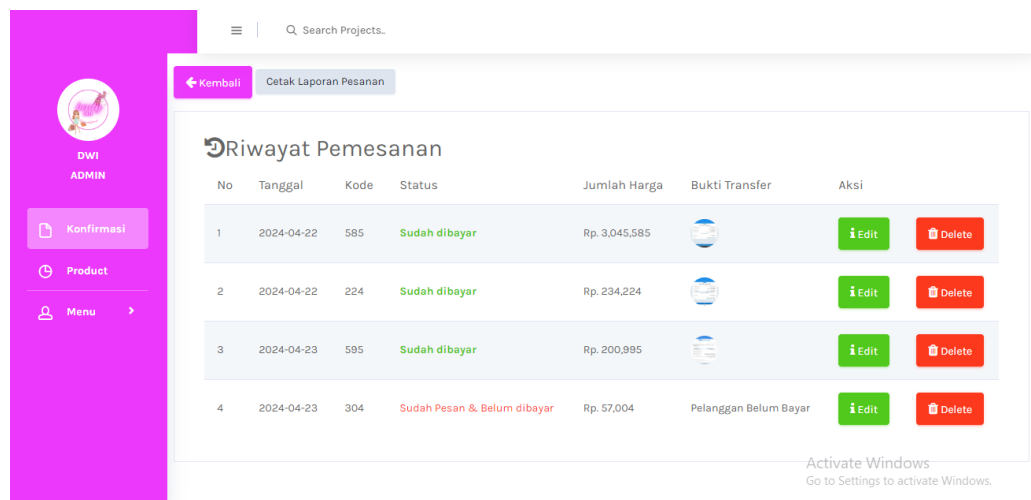 Search Projects..
Kembali
Cetak Laporan Pesanan
DWI
ADMIN
Konfirmasi
Product
Menu
Riwayat Pemesanan
No Tanggal Kode Status Jumlah Harga Bukti Transfer Aksi
1 2024-04-22 585 Sudah dibayar Rp. 3,045,585 Edit Delete
2 2024-04-22 224 Sudah dibayar Rp. 234,224 Edit Delete
3 2024-04-23 595 Sudah dibayar Rp. 200,995 Edit Delete
4 2024-04-23 304 Sudah Pesan & Belum dibayar Rp. 57,004 Pelanggan Belum Bayar Edit Delete
Activate Windows
Go to Settings to activate Windows.